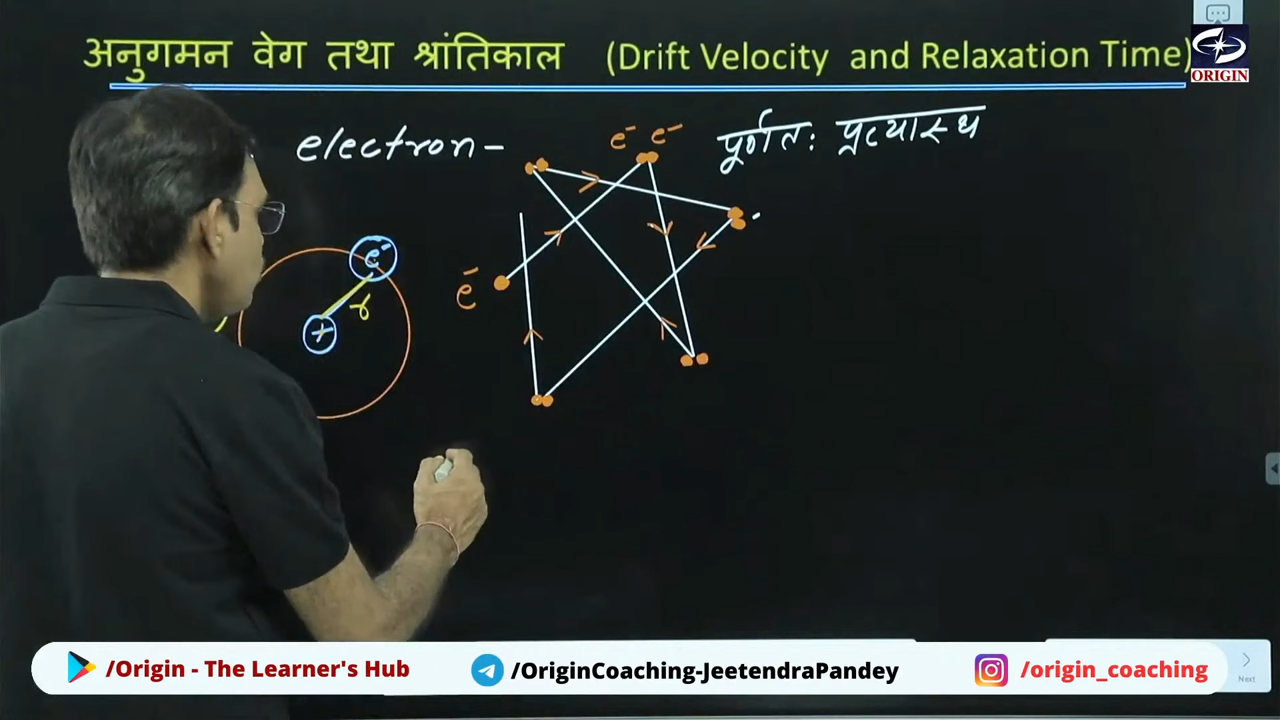 अनुगमन वेग तथा श्रांतिकाल (Drift Velocity and Relaxation Time)
ORIGIN
electron-
e⁻ e⁻
पूर्णतः प्रत्यास्थ
e⁻
r
+
e⁻
/Origin - The Learner's Hub
/OriginCoaching-JeetendraPandey
/origin_coaching
Next